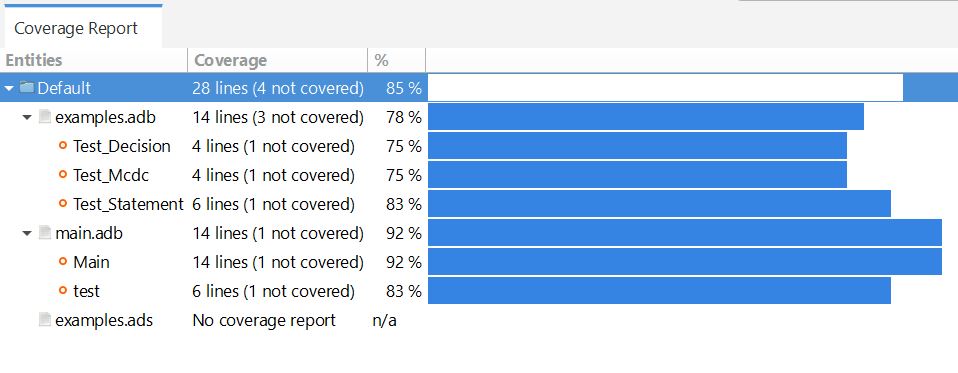 Coverage Report
Entities Coverage %
Default 28 lines (4 not covered) 85 %
examples.adb 14 lines (3 not covered) 78 %
Test_Decision 4 lines (1 not covered) 75 %
Test_Mcdc 4 lines (1 not covered) 75 %
Test_Statement 6 lines (1 not covered) 83 %
main.adb 14 lines (1 not covered) 92 %
Main 14 lines (1 not covered) 92 %
test 6 lines (1 not covered) 83 %
examples.ads No coverage report n/a